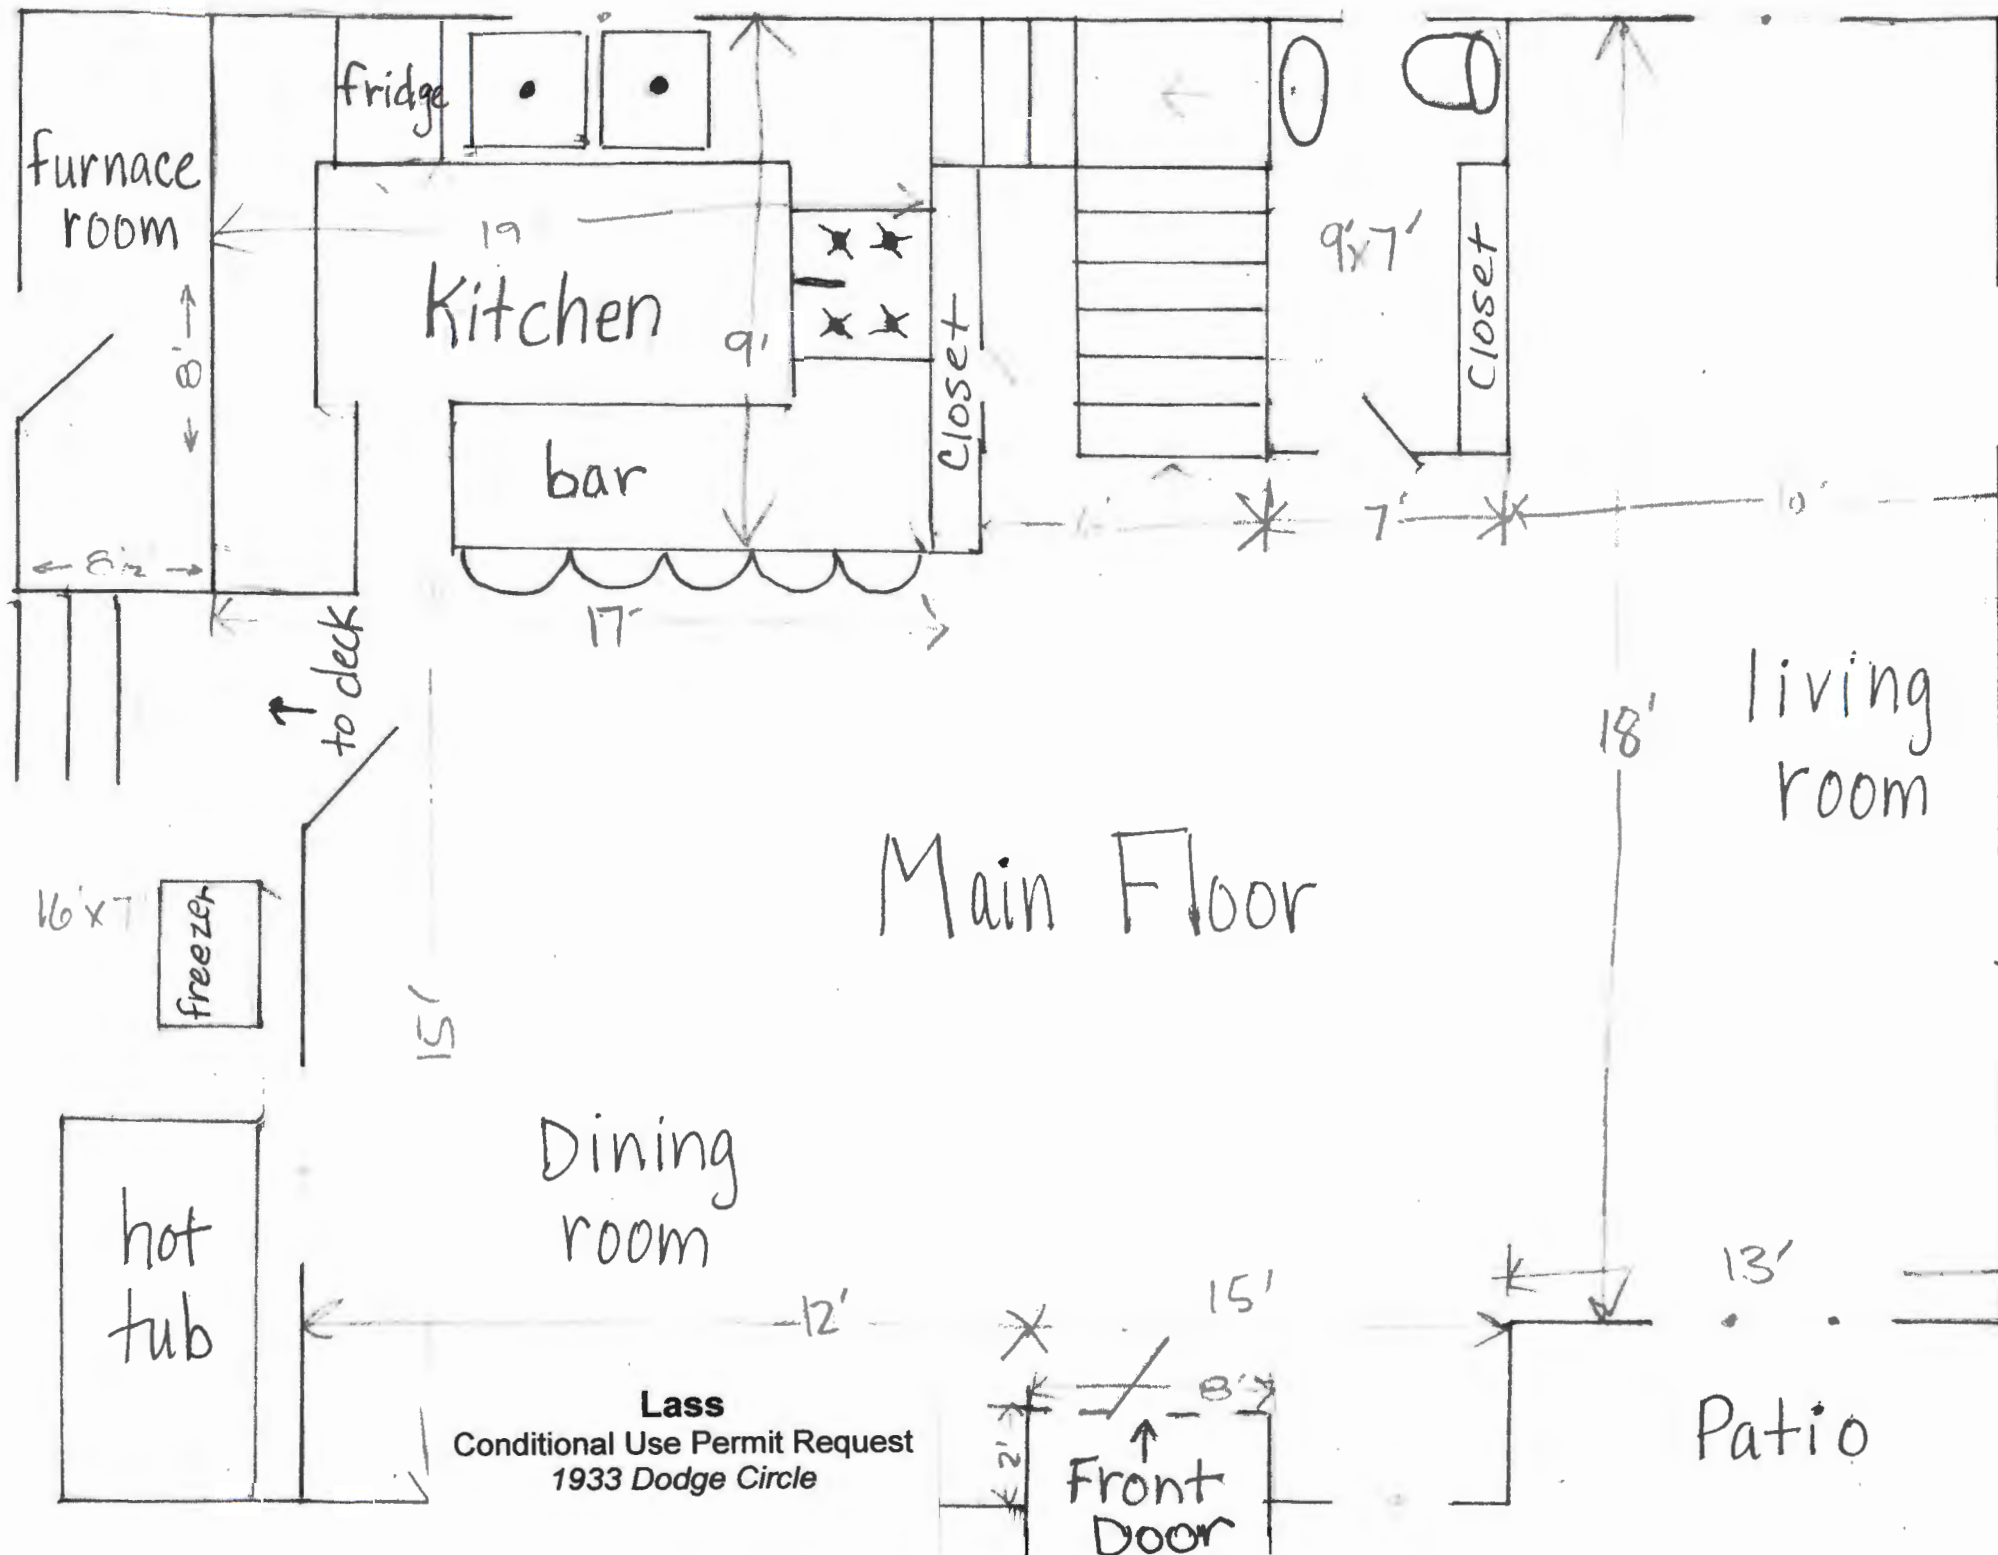 fridge
furnace
room
19
9'x7'
Kitchen
9'
Closet
Closet
8'
bar
7'
10'
17'
to deck
living
room
18'
Main Floor
16'x7
freezer
15'
Dining
room
hot
tub
12'
15'
13'
8'
2'
Lass
Conditional Use Permit Request
1933 Dodge Circle
Front
Door
Patio